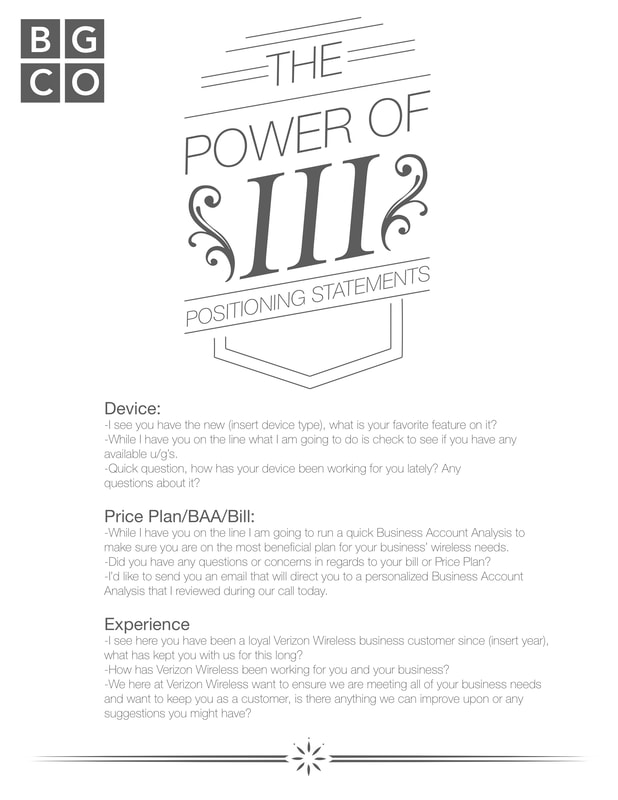 B G
C O
THE
POWER OF
III
POSITIONING STATEMENTS
Device:
-I see you have the new (insert device type), what is your favorite feature on it?
-While I have you on the line what I am going to do is check to see if you have any
available u/g's.
-Quick question, how has your device been working for you lately? Any
questions about it?
Price Plan/BAA/Bill:
-While I have you on the line I am going to run a quick Business Account Analysis to
make sure you are on the most beneficial plan for your business' wireless needs.
-Did you have any questions or concerns in regards to your bill or Price Plan?
-I'd like to send you an email that will direct you to a personalized Business Account
Analysis that I reviewed during our call today.
Experience
-I see here you have been a loyal Verizon Wireless business customer since (insert year),
what has kept you with us for this long?
-How has Verizon Wireless been working for you and your business?
-We here at Verizon Wireless want to ensure we are meeting all of your business needs
and want to keep you as a customer, is there anything we can improve upon or any
suggestions you might have?